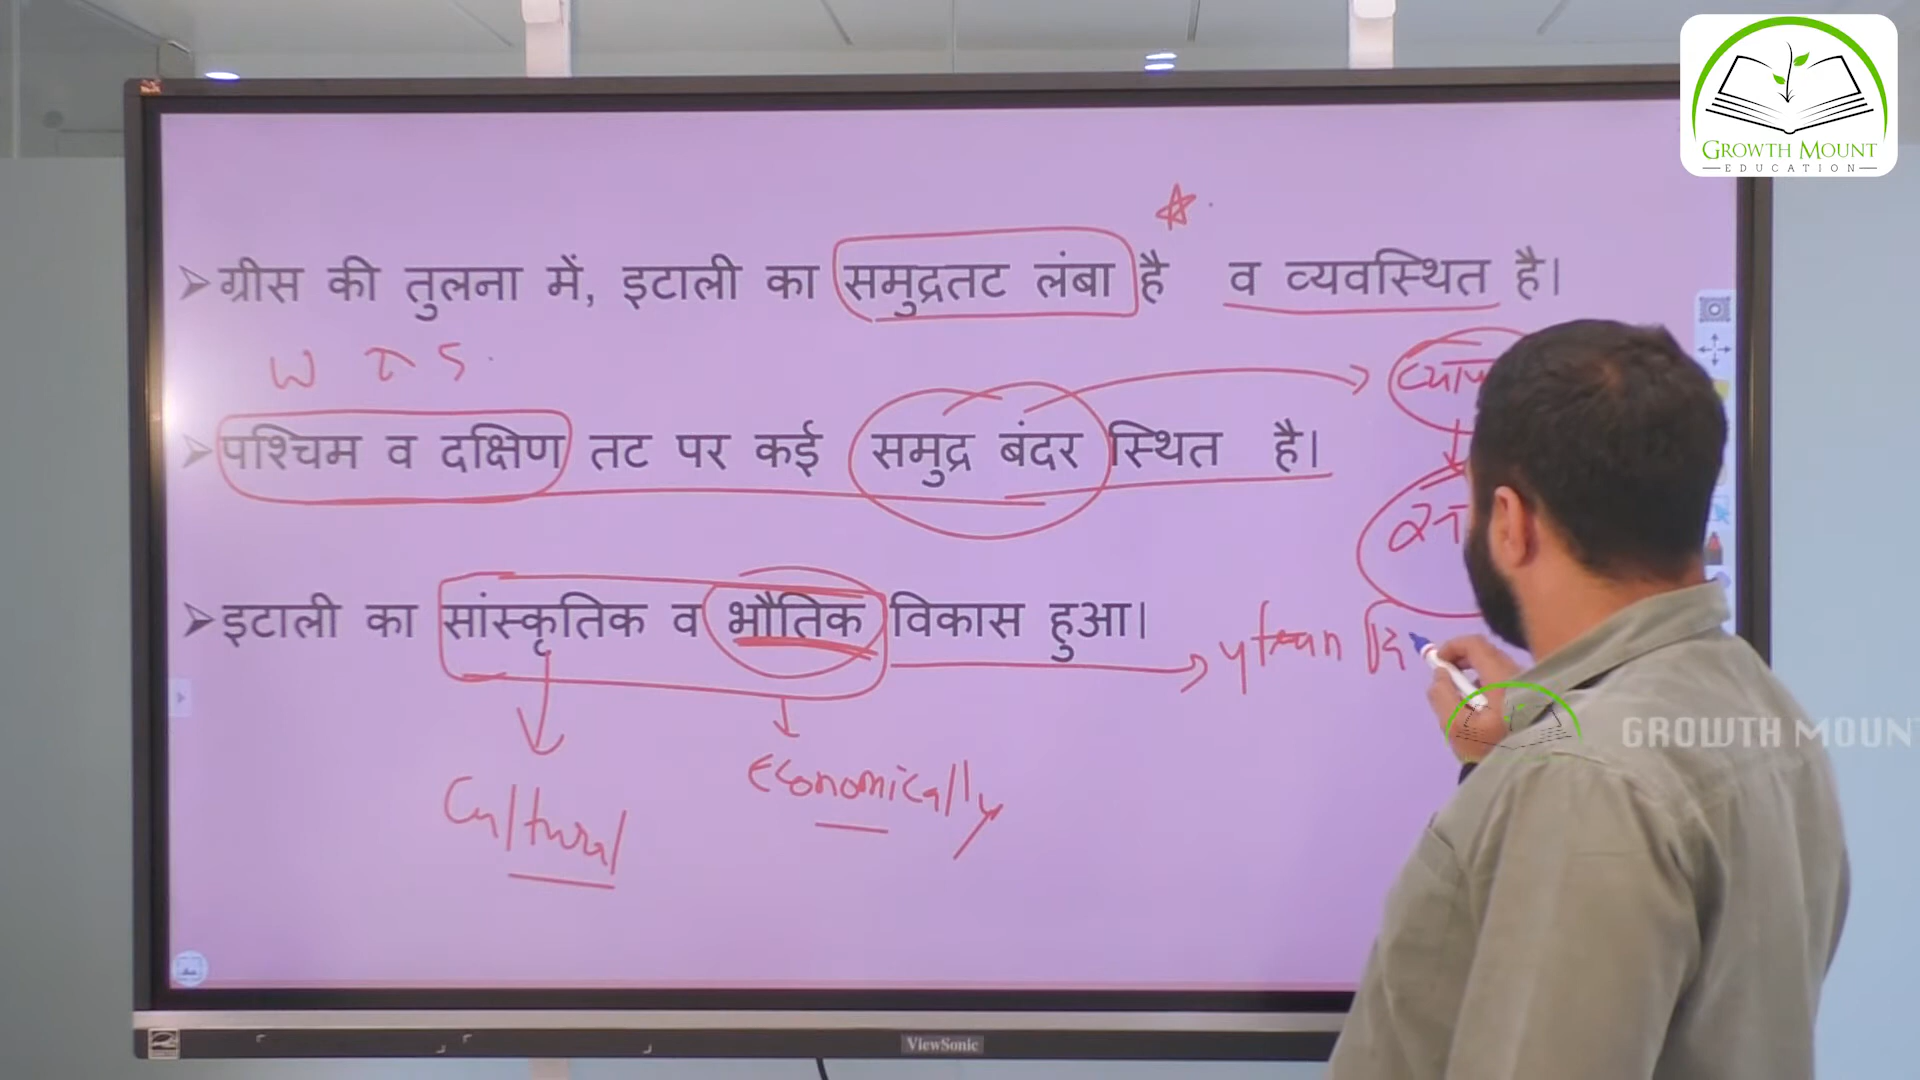 GROWTH MOUNT
EDUCATION
➢ग्रीस की तुलना में, इटाली का समुद्रतट लंबा है व व्यवस्थित है।
W S
➢पश्चिम व दक्षिण तट पर कई समुद्र बंदर स्थित है।
➢इटाली का सांस्कृतिक व भौतिक विकास हुआ।
Cultural
economically
GROWTH MOUN
ViewSonic